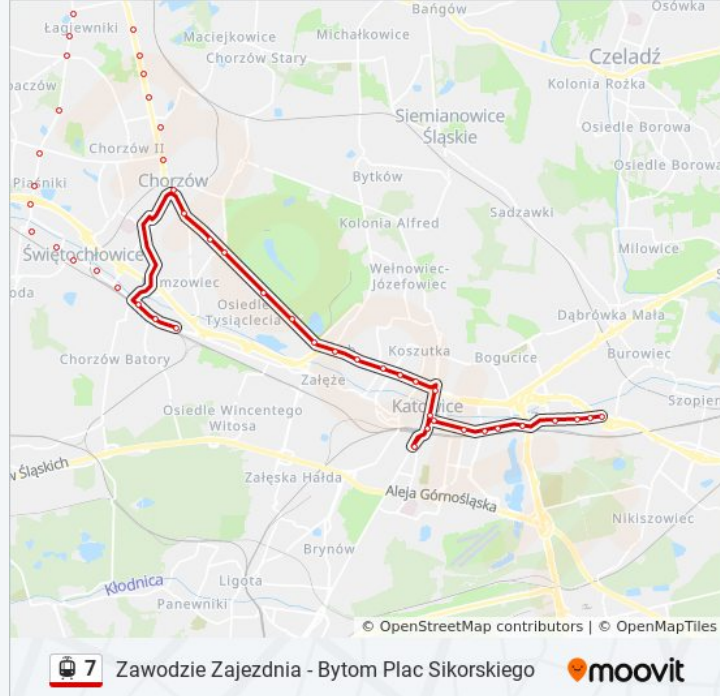 Łagiewniki
Bańgów
Osówka
Maciejkowice
Michałkowice
Chorzów Stary
Czeladź
Kolonia Rożka
Siemianowice
Śląskie
Osiedle Borowa
Chorzów II
Osiedle Borowa
Piaśniki
Chorzów
Bytków
Kolonia Alfred
Sadzawki
Świętochłowice
Milowice
Wełnowiec-
Józefowiec
Osiedle
Tysiąclecia
Dąbrówka Mała
Chorzów Batory
Koszutka
Bogucice
Burowiec
Załęże
Katowice
Osiedle Wincentego
Witosa
w Śląskich
Załęska Hałda
Aleja Górnośląska
Nikiszowiec
Brynów
Kłodnica
Ligota
Panewniki
© OpenStreetMap contributors | © OpenMapTiles
7 Zawodzie Zajezdnia - Bytom Plac Sikorskiego moovit